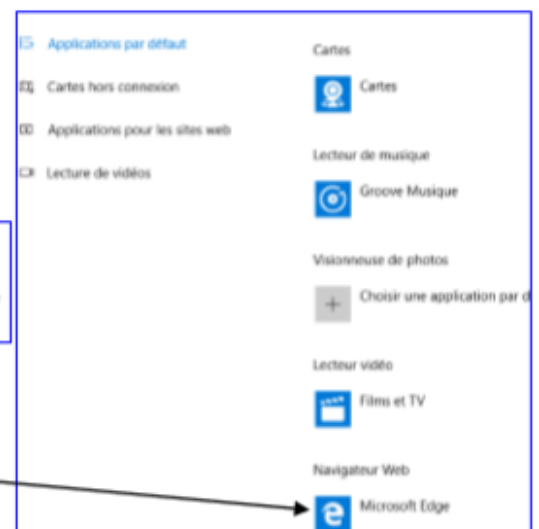 Applications par défaut
Cartes hors connexion
Applications pour les sites web
Lecture de vidéos
Cartes
Cartes
Lecteur de musique
Groove Musique
Visionneuse de photos
Choisir une application par d
Lecteur vidéo
Films et TV
Navigateur Web
Microsoft Edge